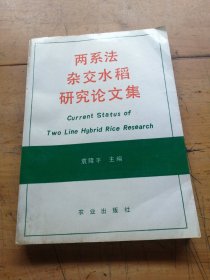 两系法
杂交水稻
研究论文集
Current Status of
Two Line Hybrid Rice Research
袁隆平 主编
农业出版社